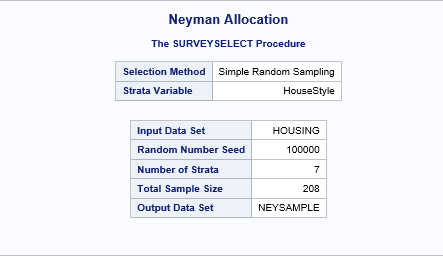 Neyman Allocation
The SURVEYSELECT Procedure
Selection Method Simple Random Sampling
Strata Variable HouseStyle
Input Data Set HOUSING
Random Number Seed 100000
Number of Strata 7
Total Sample Size 208
Output Data Set NEYSAMPLE